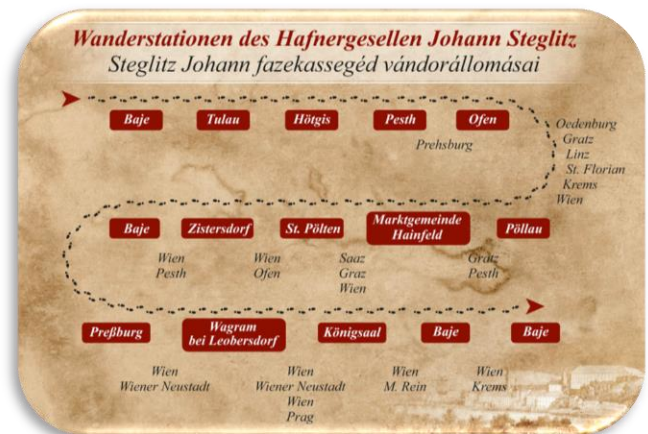 Wanderstationen des Hafnergesellen Johann Steglitz
Steglitz Johann fazekassegéd vándorállomásai
Baje
Tulau
Hötgis
Pesth
Ofen
Prehsburg
Oedenburg
Gratz
Linz
St. Florian
Krems
Wien
Baje
Zistersdorf
St. Pölten
Marktgemeinde
Hainfeld
Pöllau
Wien
Pesth
Wien
Ofen
Saaz
Graz
Wien
Gratz
Pesth
Preßburg
Wagram
bei Leobersdorf
Königsaal
Baje
Baje
Wien
Wiener Neustadt
Wien
Wiener Neustadt
Wien
Prag
Wien
M. Rein
Wien
Krems